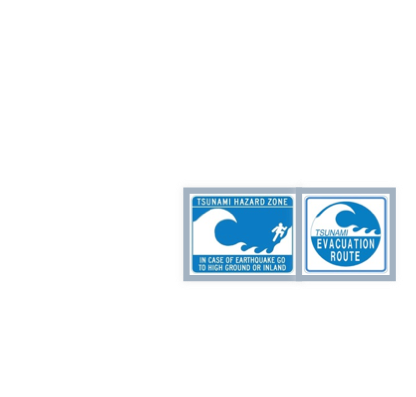 TSUNAMI HAZARD ZONE
IN CASE OF EARTHQUAKE GO
TO HIGH GROUND OR INLAND
TSUNAMI
EVACUATION
ROUTE